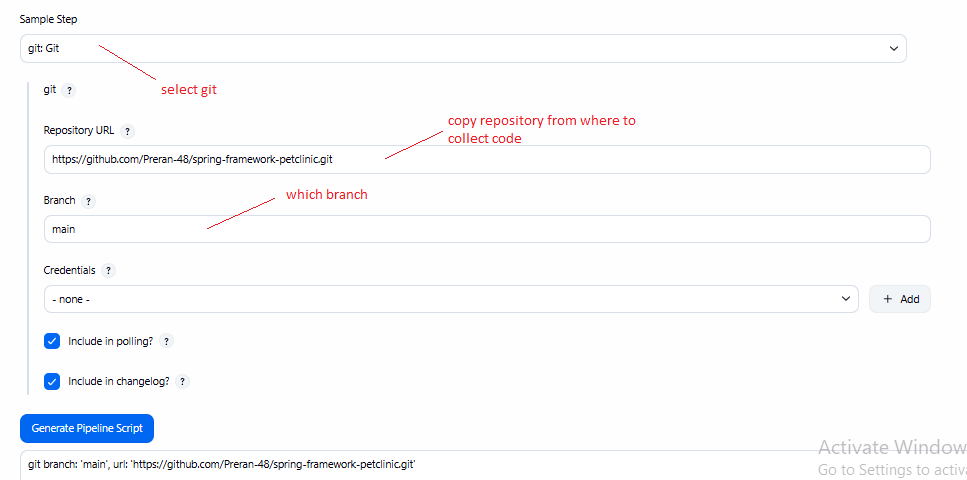 Sample Step
git: Git
select git
git ?
copy repository from where to
collect code
Repository URL ?
https://github.com/Preran-48/spring-framework-petclinic.git
which branch
Branch ?
main
Credentials ?
- none -
+ Add
Include in polling? ?
Include in changelog? ?
Generate Pipeline Script
Activate Window
git branch: 'main', url: 'https://github.com/Preran-48/spring-framework-petclinic.git'
Go to Settings to activa